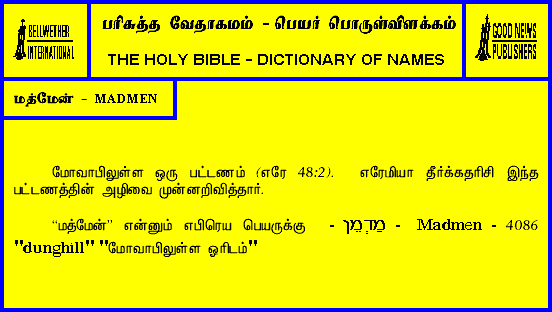 BELLWETHER
INTERNATIONAL
பரிசுத்த வேதாகமம் - பெயர் பொருள்விளக்கம்
THE HOLY BIBLE - DICTIONARY OF NAMES
GOOD NEWS
PUBLISHERS
மத்மேன் - MADMEN
மோவாபிலுள்ள ஒரு பட்டணம் (எரே 48:2). எரேமியா தீர்க்கதரிசி இந்த
பட்டணத்தின் அழிவை முன்னறிவித்தார்.
“மத்மேன்” என்னும் எபிரெய பெயருக்கு - מַדְמֵן - Madmen - 4086
"dunghill" "மோவாபிலுள்ள ஓரிடம்"